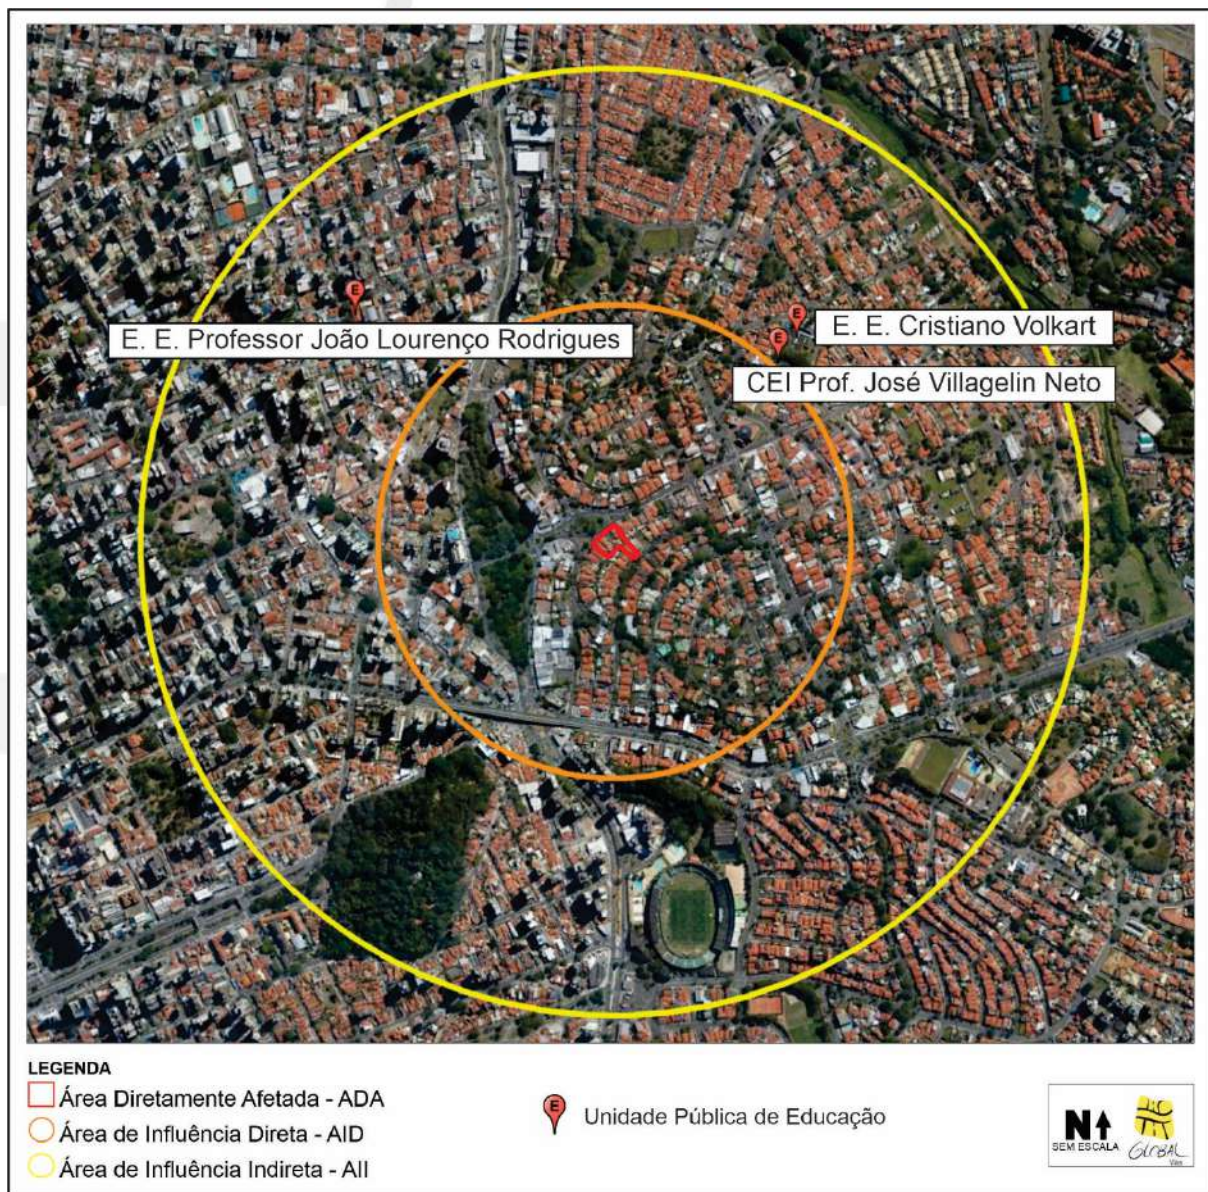 E
E
E
E. E. Professor João Lourenço Rodrigues
E. E. Cristiano Volkart
CEI Prof. José Villagelin Neto
LEGENDA
Área Diretamente Afetada - ADA
Área de Influência Direta - AID
Área de Influência Indireta - AII
E
Unidade Pública de Educação
N
SEM ESCALA
GLOBAL